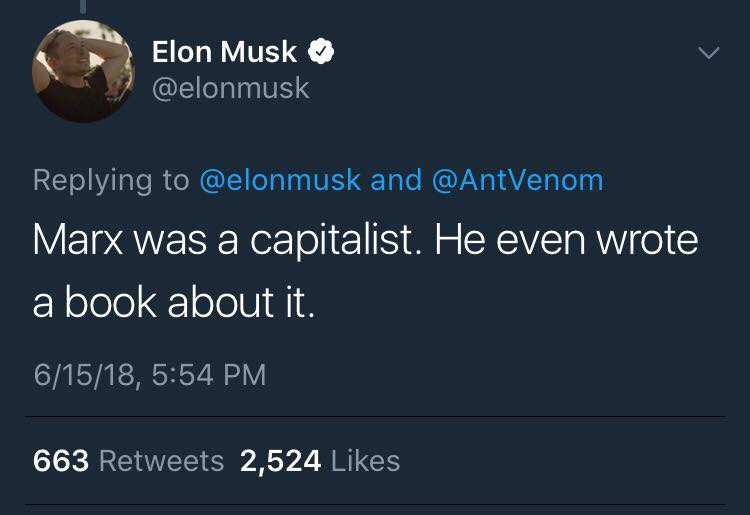 Elon Musk
@elonmusk
Replying to @elonmusk and @AntVenom
Marx was a capitalist. He even wrote
a book about it.
6/15/18, 5:54 PM
663 Retweets 2,524 Likes